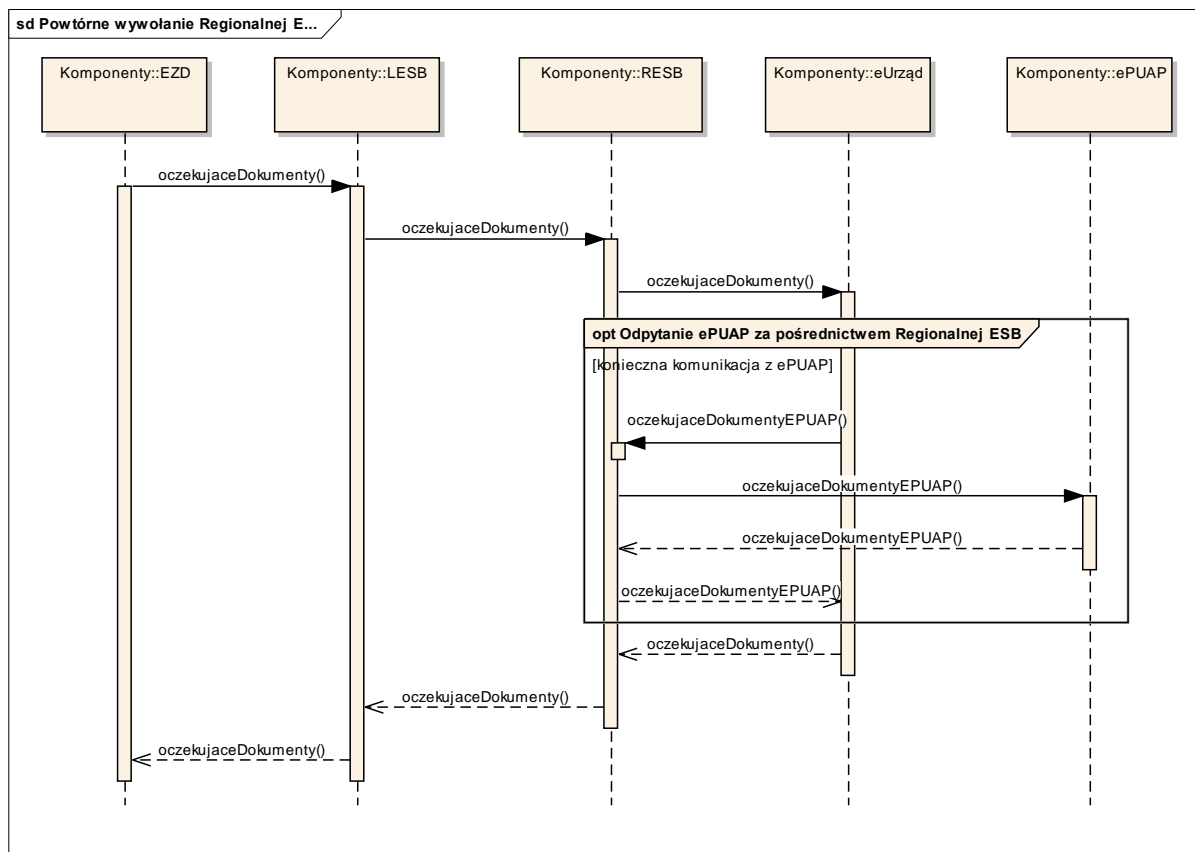 sd Powtórne wywołanie Regionalnej E...
Komponenty::EZD
Komponenty::LESB
Komponenty::RESB
Komponenty::eUrząd
Komponenty::ePUAP
oczekujaceDokumenty()
oczekujaceDokumenty()
oczekujaceDokumenty()
opt Odpytanie ePUAP za pośrednictwem Regionalnej ESB
[konieczna komunikacja z ePUAP]
oczekujaceDokumentyEPUAP()
oczekujaceDokumentyEPUAP()
oczekujaceDokumentyEPUAP()
oczekujaceDokumentyEPUAP()
oczekujaceDokumenty()
oczekujaceDokumenty()
oczekujaceDokumenty()